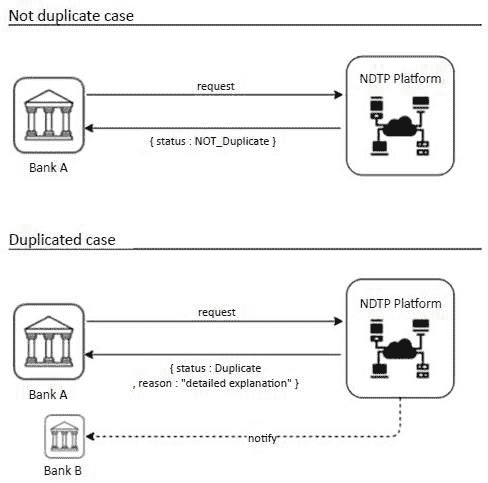 Not duplicate case
request
NDTP Platform
{ status : NOT_Duplicate }
Bank A
Duplicated case
request
NDTP Platform
{ status : Duplicate
, reason : "detailed explanation" }
Bank A
notify
Bank B